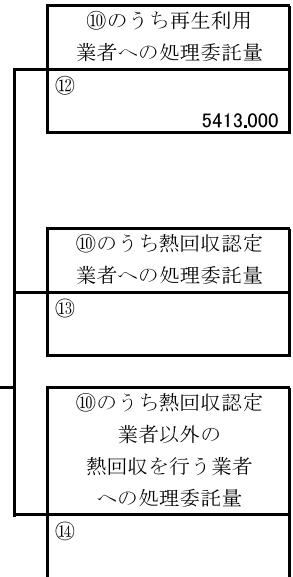 ⑩のうち再生利用
業者への処理委託量
⑫
5413.000
⑩のうち熱回収認定
業者への処理委託量
⑬
⑩のうち熱回収認定
業者以外の
熱回収を行う業者
への処理委託量
⑭